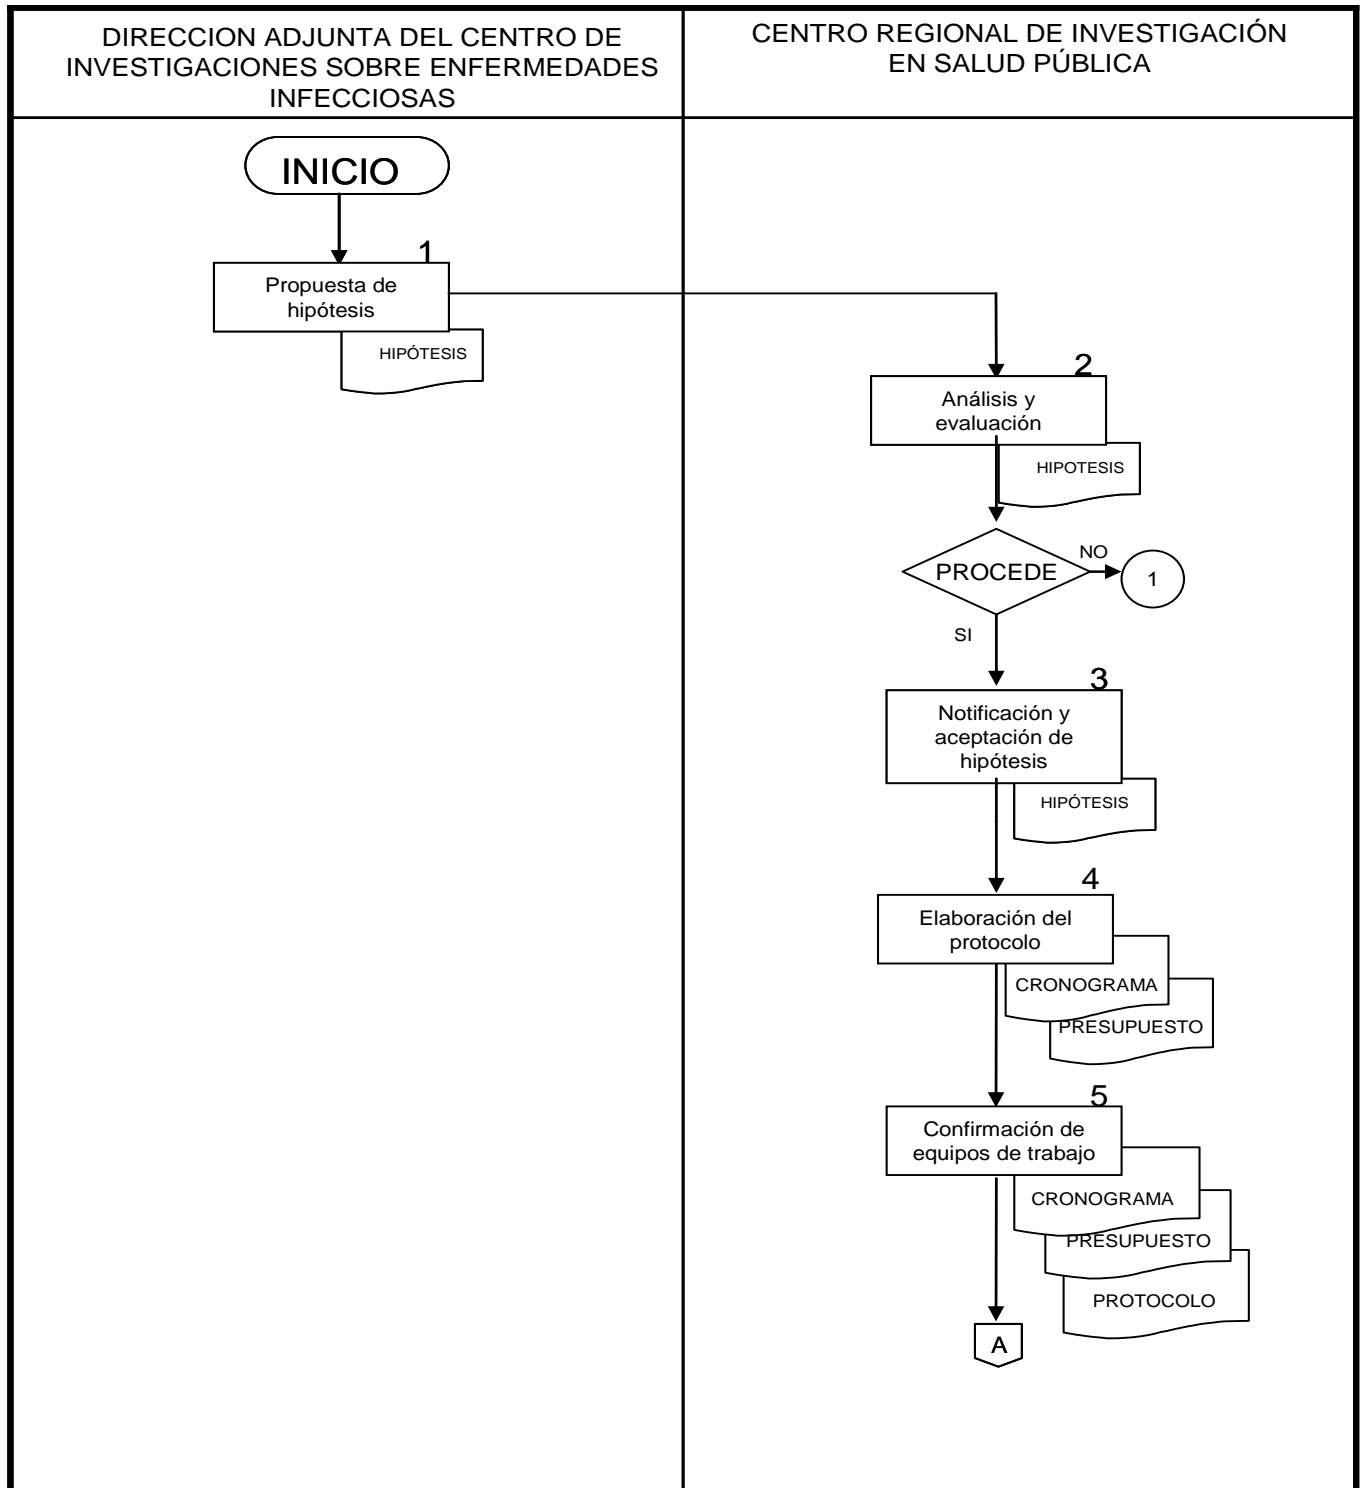 DIRECCION ADJUNTA DEL CENTRO DE
INVESTIGACIONES SOBRE ENFERMEDADES
INFECCIOSAS
CENTRO REGIONAL DE INVESTIGACIÓN
EN SALUD PÚBLICA
INICIO
1
Propuesta de
hipótesis
HIPÓTESIS
2
Análisis y
evaluación
HIPOTESIS
PROCEDE
NO
1
SI
3
Notificación y
aceptación de
hipótesis
HIPÓTESIS
4
Elaboración del
protocolo
CRONOGRAMA
PRESUPUESTO
5
Confirmación de
equipos de trabajo
CRONOGRAMA
PRESUPUESTO
PROTOCOLO
A